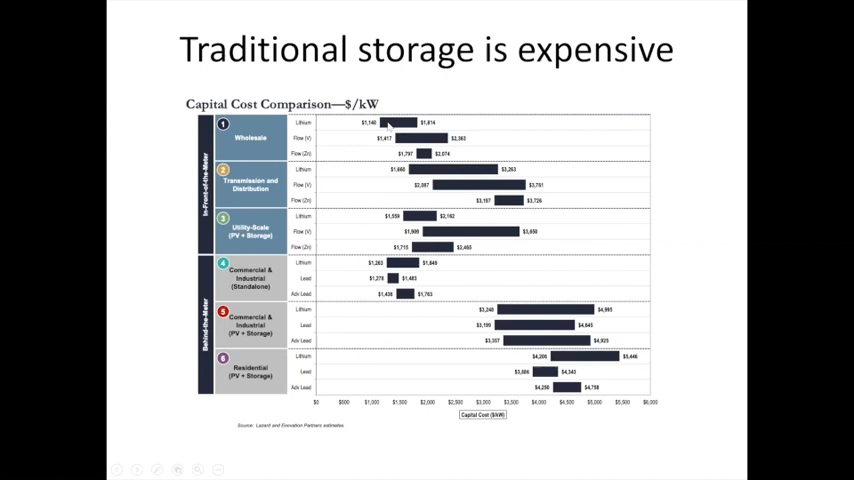 Traditional storage is expensive
Capital Cost Comparison—$/kW
In-Front-of-the-Meter
1
Wholesale
Lithium $1,140 $1,814
Flow (V) $1,417 $2,363
Flow (Zn) $1,797 $2,074
2
Transmission and
Distribution
Lithium $1,660 $3,263
Flow (V) $2,087 $3,761
Flow (Zn) $3,197 $3,726
3
Utility-Scale
(PV + Storage)
Lithium $1,559 $2,162
Flow (V) $1,909 $3,650
Flow (Zn) $1,715 $2,465
Behind-the-Meter
4
Commercial &
Industrial
(Standalone)
Lithium $1,263 $1,849
Lead $1,278 $1,483
Adv Lead $1,438 $1,763
5
Commercial &
Industrial
(PV + Storage)
Lithium $3,248 $4,995
Lead $3,199 $4,645
Adv Lead $3,357 $4,925
6
Residential
(PV + Storage)
Lithium $4,206 $5,446
Lead $3,886 $4,343
Adv Lead $4,250 $4,758
$0 $500 $1,000 $1,500 $2,000 $2,500 $3,000 $3,500 $4,000 $4,500 $5,000 $5,500 $6,000
Capital Cost ($/kW)
Source: Lazard and Enovation Partners estimates.